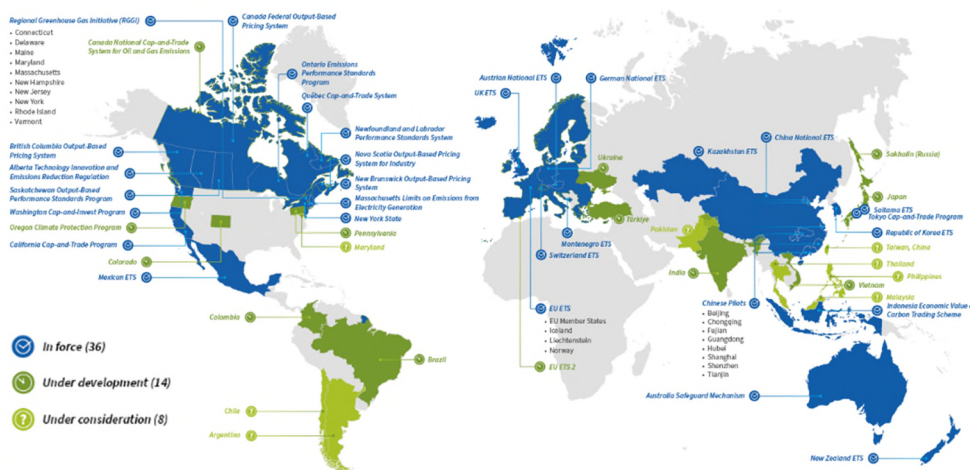 Regional Greenhouse Gas Initiative (RGGI)
• Connecticut
• Delaware
• Maine
• Maryland
• Massachusetts
• New Hampshire
• New Jersey
• New York
• Rhode Island
• Vermont
Canada Federal Output-Based
Pricing System
Canada National Cap-and-Trade
System for Oil and Gas Emissions
Ontario Emissions
Performance Standards
Program
Québec Cap-and-Trade System
British Columbia Output-Based
Pricing System
Alberta Technology Innovation and
Emissions Reduction Regulation
Saskatchewan Output-Based
Performance Standards Program
Washington Cap-and-Invest Program
Oregon Climate Protection Program
California Cap-and-Trade Program
Colorado
Mexican ETS
Newfoundland and Labrador
Performance Standards System
Nova Scotia Output-Based Pricing
System for Industry
New Brunswick Output-Based Pricing
System
Massachusetts Limits on Emissions from
Electricity Generation
New York State
Pennsylvania
Maryland
Colombia
Brazil
Chile
Argentina
In force (36)
Under development (14)
Under consideration (8)
Austrian National ETS
German National ETS
UK ETS
Ukraine
Türkiye
Montenegro ETS
Switzerland ETS
EU ETS
• EU Member States
• Iceland
• Liechtenstein
• Norway
EU ETS 2
Kazakhstan ETS
China National ETS
Pakistan
India
Chinese Pilots
• Beijing
• Chongqing
• Fujian
• Guangdong
• Hubei
• Shanghai
• Shenzhen
• Tianjin
Sakhalin (Russia)
Japan
Saitama ETS
Tokyo Cap-and-Trade Program
Republic of Korea ETS
Taiwan, China
Thailand
Philippines
Vietnam
Malaysia
Indonesia Economic Value
Carbon Trading Scheme
Australia Safeguard Mechanism
New Zealand ETS